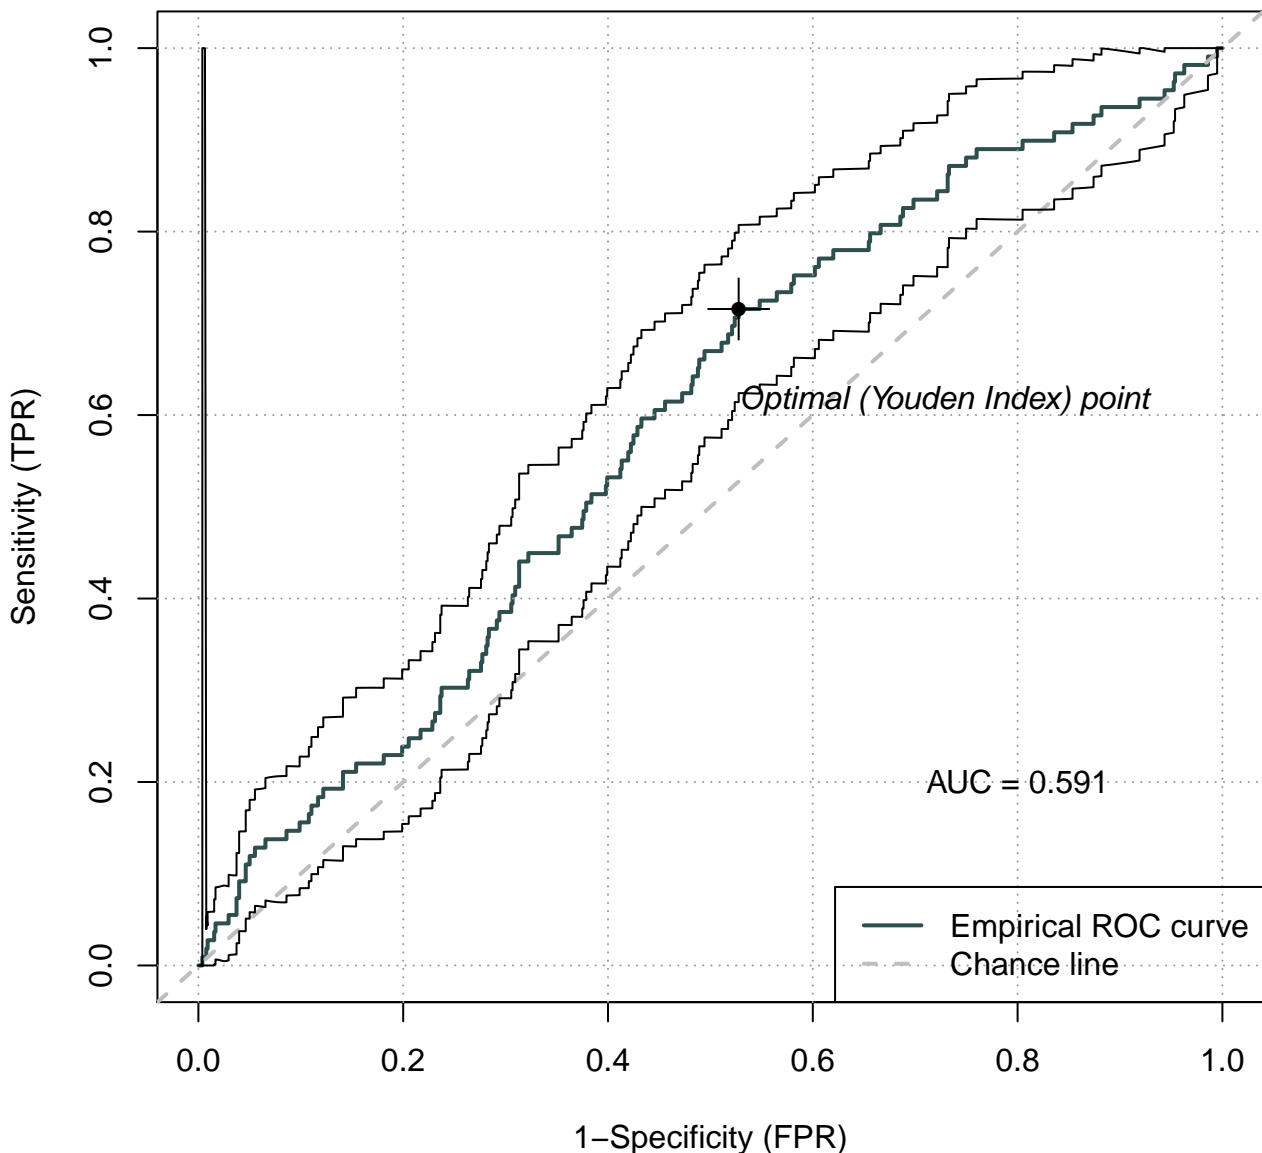 Sensitivity (TPR)
1.0
0.8
0.6
0.4
0.2
0.0
Optimal (Youden Index) point
AUC = 0.591
Empirical ROC curve
Chance line
0.0 0.2 0.4 0.6 0.8 1.0
1−Specificity (FPR)